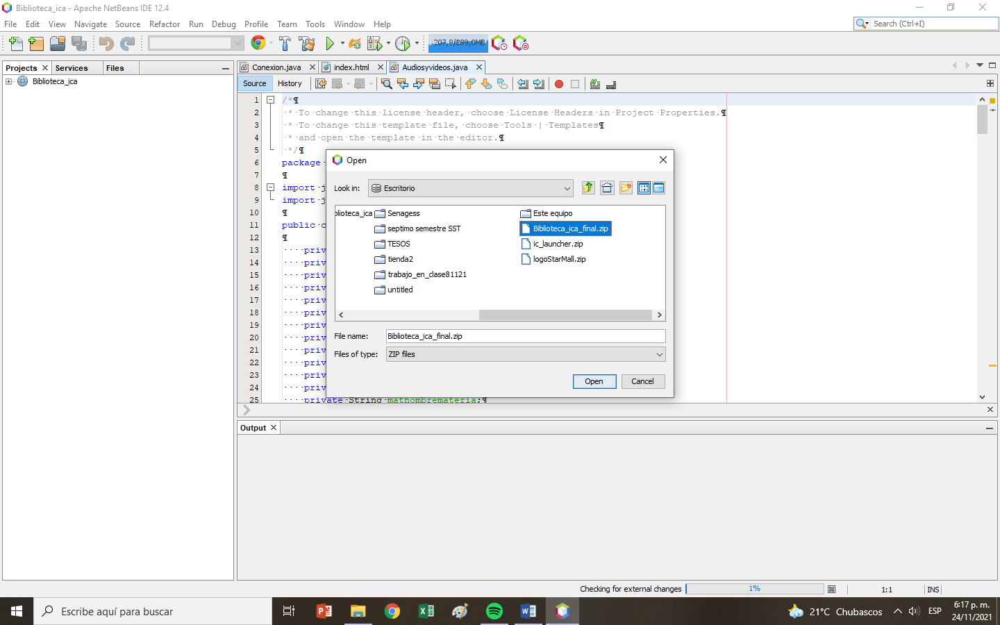 Biblioteca_ica - Apache NetBeans IDE 12.4
File Edit View Navigate Source Refactor Run Debug Profile Team Tools Window Help
Search (Ctrl+I)
207,9/289,0MB
Projects Services Files
Biblioteca_ica
Conexion.java index.html Audiosyvideos.java
Source History
1 /*¶
2 * To change this license header, choose License Headers in Project Properties.¶
3 * To change this template file, choose Tools | Templates¶
4 * and open the template in the editor.¶
5 */¶
6 package
7 ¶
8 import j
9 import j
10 ¶
11 public c
12 ¶
13 priv
14 priv
15 priv
16 priv
17 priv
18 priv
19 priv
20 priv
21 priv
22 priv
23 priv
24 priv
25 private String matnombremateria;¶
Open
Look in: Escritorio
blioteca_ica Senagess Este equipo
septimo semestre SST Biblioteca_ica_final.zip
TESOS ic_launcher.zip
tienda2 logoStarMall.zip
trabajo_en_clase81121
untitled
File name: Biblioteca_ica_final.zip
Files of type: ZIP files
Open Cancel
Output
Checking for external changes 1% 1:1 INS
Escribe aquí para buscar
21°C Chubascos ESP
6:17 p. m.
24/11/2021